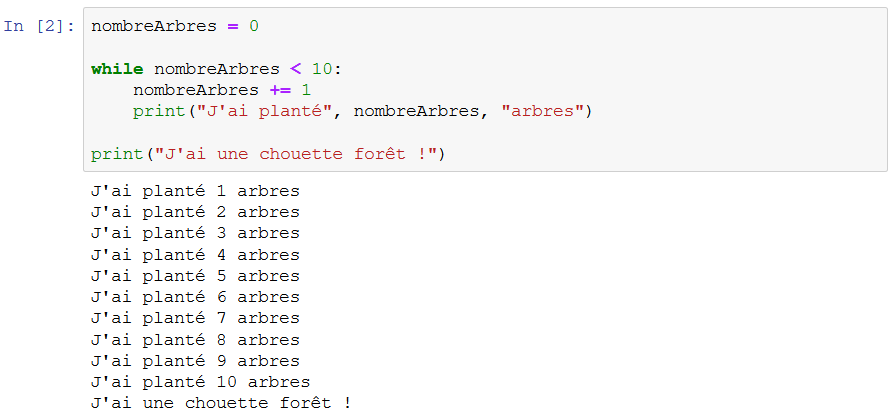 In [2]: nombreArbres = 0
while nombreArbres < 10:
    nombreArbres += 1
    print("J'ai planté", nombreArbres, "arbres")
print("J'ai une chouette forêt !")
J'ai planté 1 arbres
J'ai planté 2 arbres
J'ai planté 3 arbres
J'ai planté 4 arbres
J'ai planté 5 arbres
J'ai planté 6 arbres
J'ai planté 7 arbres
J'ai planté 8 arbres
J'ai planté 9 arbres
J'ai planté 10 arbres
J'ai une chouette forêt !